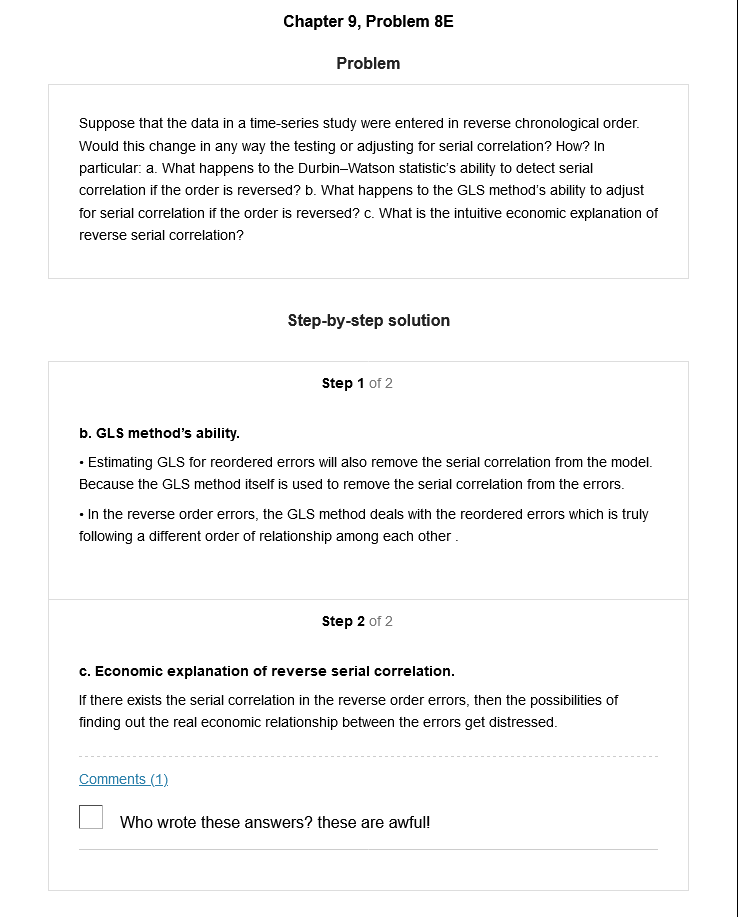 Chapter 9, Problem 8E
Problem
Suppose that the data in a time-series study were entered in reverse chronological order.
Would this change in any way the testing or adjusting for serial correlation? How? In
particular: a. What happens to the Durbin–Watson statistic’s ability to detect serial
correlation if the order is reversed? b. What happens to the GLS method’s ability to adjust
for serial correlation if the order is reversed? c. What is the intuitive economic explanation of
reverse serial correlation?
Step-by-step solution
Step 1 of 2
b. GLS method’s ability.
• Estimating GLS for reordered errors will also remove the serial correlation from the model.
Because the GLS method itself is used to remove the serial correlation from the errors.
• In the reverse order errors, the GLS method deals with the reordered errors which is truly
following a different order of relationship among each other .
Step 2 of 2
c. Economic explanation of reverse serial correlation.
If there exists the serial correlation in the reverse order errors, then the possibilities of
finding out the real economic relationship between the errors get distressed.
Comments (1)
Who wrote these answers? these are awful!